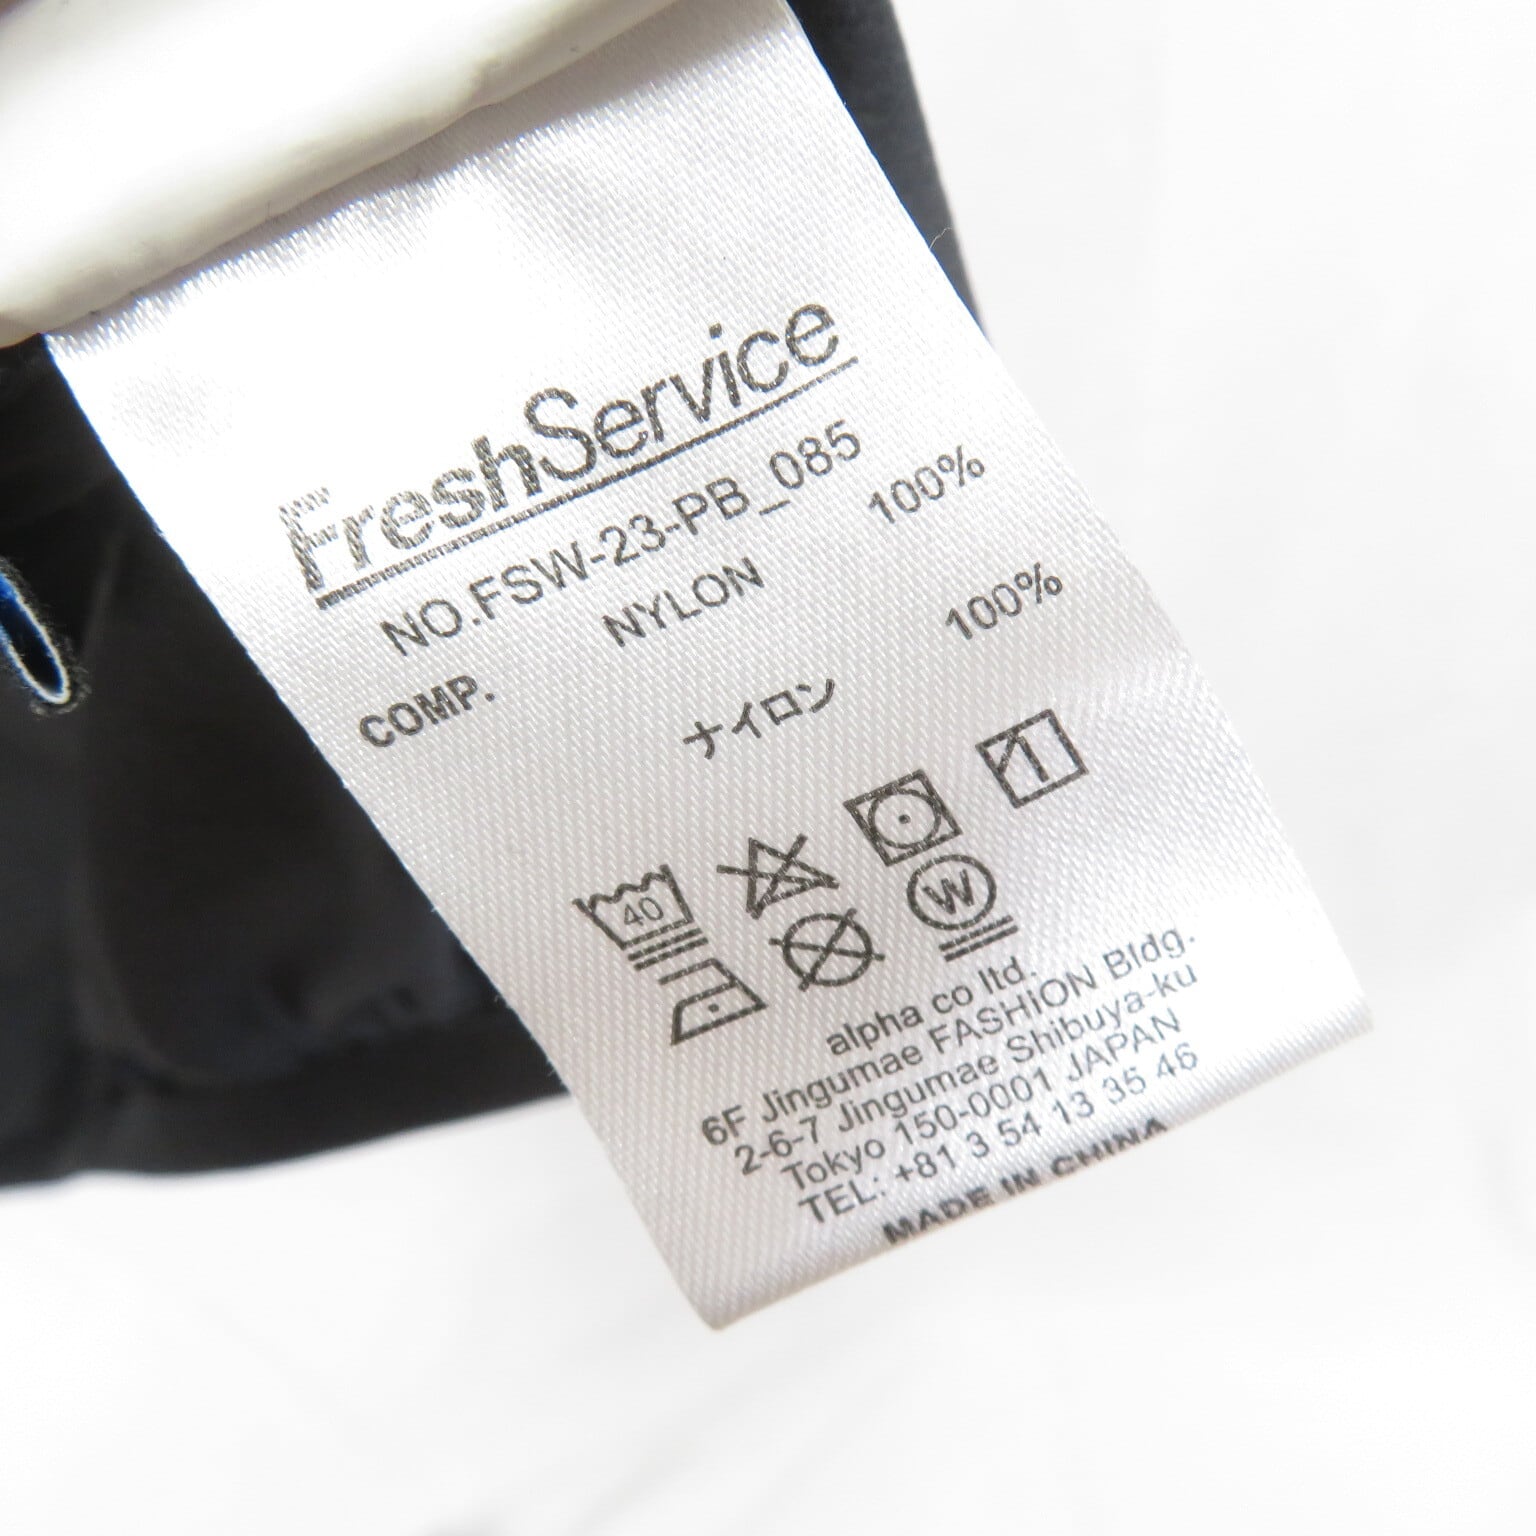 FreshService
NO.FSW-23-PB_085
COMP. NYLON 100%
ナイロン 100%
40
W
alpha co ltd.
6F Jingumae FASHiON Bldg.
2-6-7 Jingumae Shibuya-ku
Tokyo 150-0001 JAPAN
TEL: +81 3 54 13 35 46
MADE IN CHINA